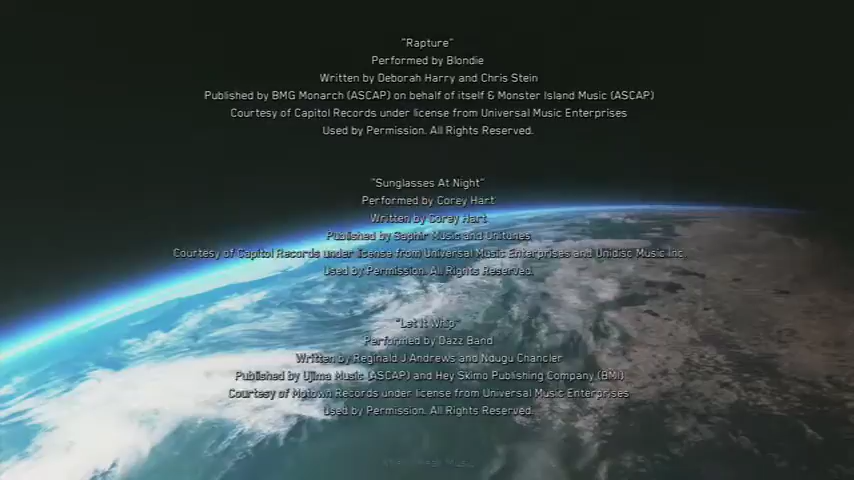 "Rapture"
Performed by Blondie
Written by Deborah Harry and Chris Stein
Published by BMG Monarch (ASCAP) on behalf of itself & Monster Island Music (ASCAP)
Courtesy of Capitol Records under license from Universal Music Enterprises
Used by Permission. All Rights Reserved.
"Sunglasses At Night"
Performed by Corey Hart
Written by Corey Hart
Published by Saphir Music and Unitunes
Courtesy of Capitol Records under license from Universal Music Enterprises and Unidisc Music Inc.
Used by Permission. All Rights Reserved.
"Let It Whip"
Performed by Dazz Band
Written by Reginald J Andrews and Ndugu Chancler
Published by Ujima Music (ASCAP) and Hey Skimo Publishing Company (BMI)
Courtesy of Motown Records under license from Universal Music Enterprises
Used by Permission. All Rights Reserved.